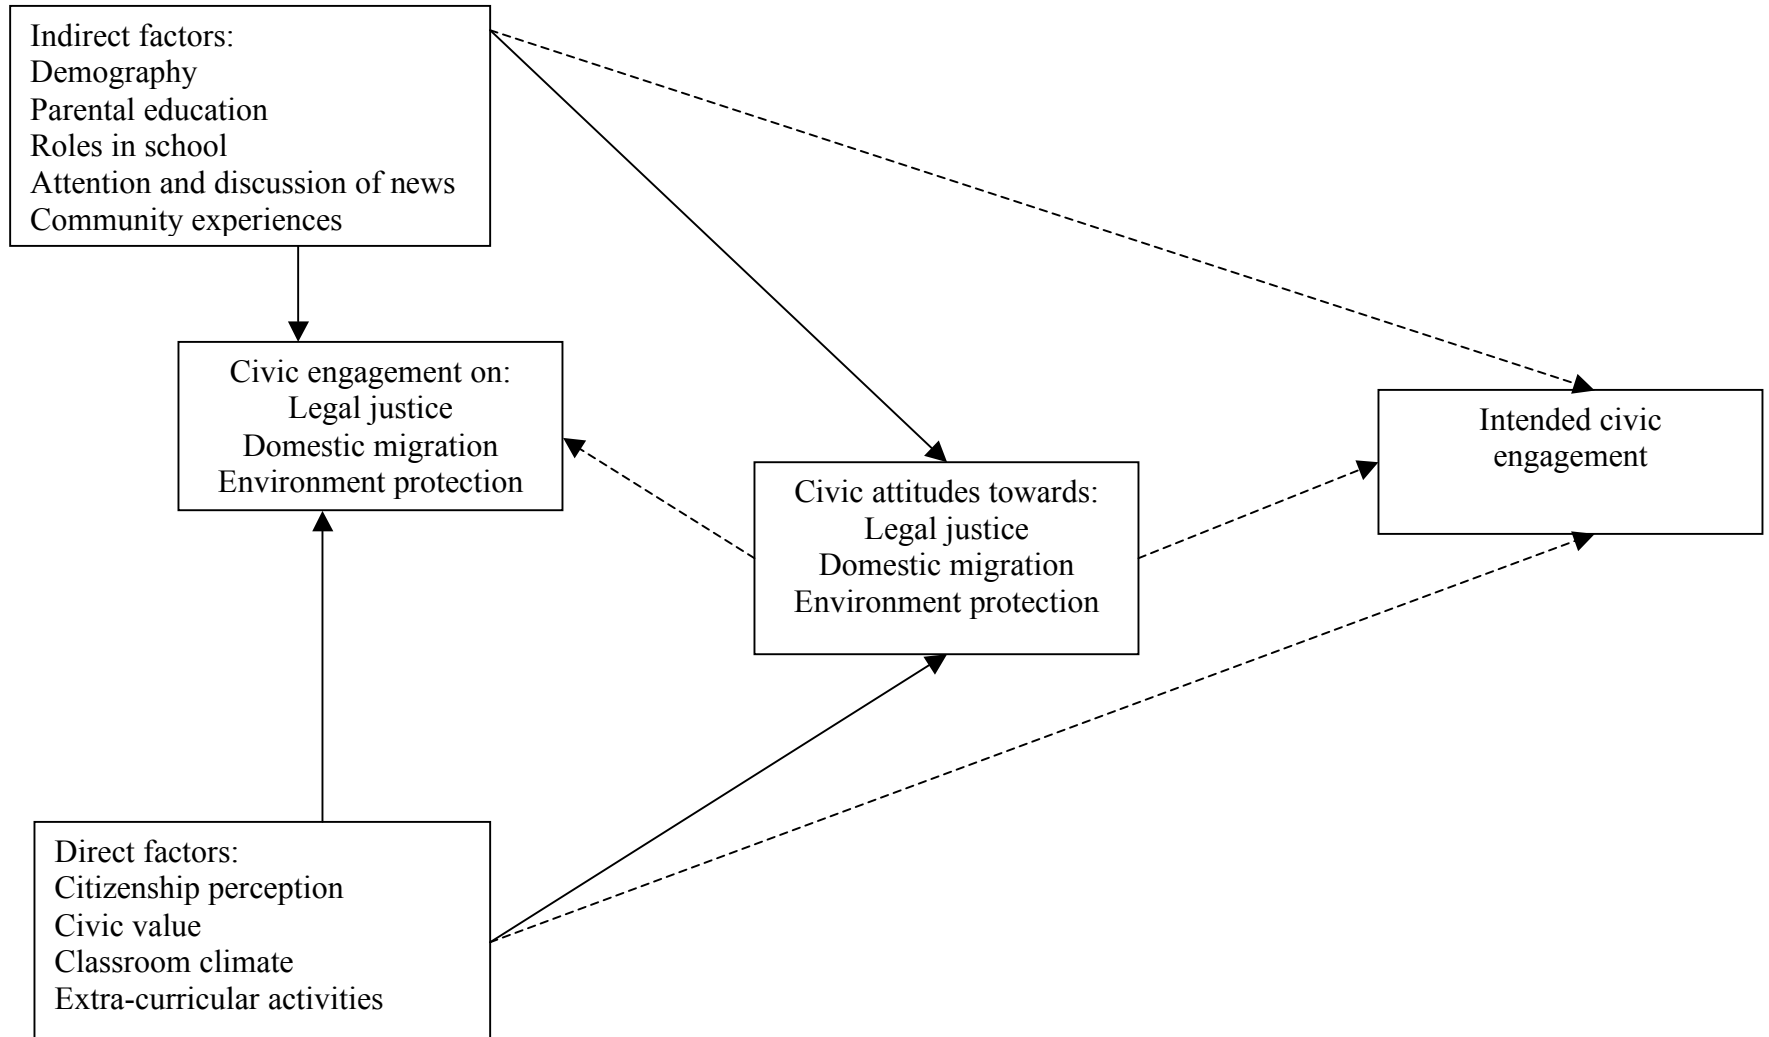 Indirect factors:
Demography
Parental education
Roles in school
Attention and discussion of news
Community experiences
Civic engagement on:
Legal justice
Domestic migration
Environment protection
Intended civic
engagement
Civic attitudes towards:
Legal justice
Domestic migration
Environment protection
Direct factors:
Citizenship perception
Civic value
Classroom climate
Extra-curricular activities